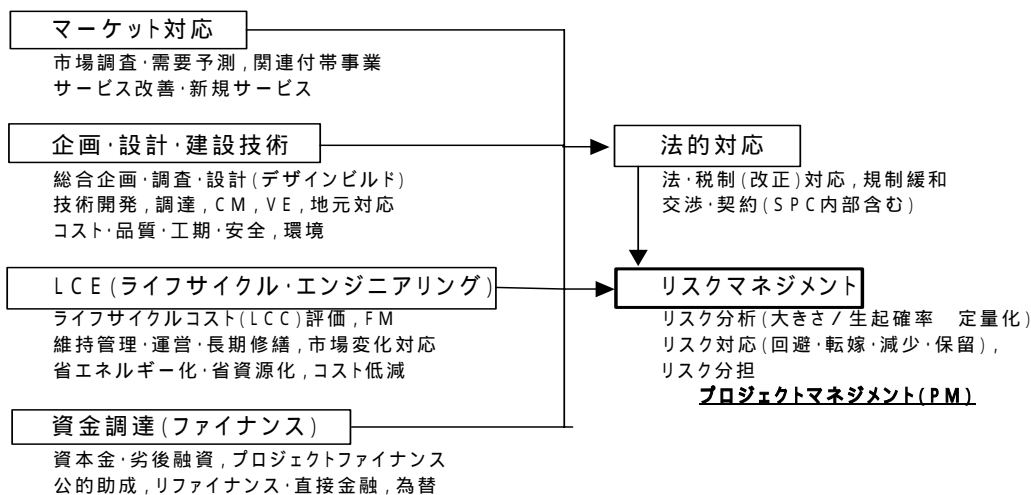 マーケット対応
市場調査・需要予測,関連付帯事業
サービス改善・新規サービス
企画・設計・建設技術
総合企画・調査・設計(デザインビルド)
技術開発,調達,CM,VE,地元対応
コスト・品質・工期・安全,環境
LCE(ライフサイクル・エンジニアリング)
ライフサイクルコスト(LCC)評価,FM
維持管理・運営・長期修繕,市場変化対応
省エネルギー化・省資源化,コスト低減
資金調達(ファイナンス)
資本金・劣後融資,プロジェクトファイナンス
公的助成,リファイナンス・直接金融,為替
法的対応
法・税制(改正)対応,規制緩和
交渉・契約(SPC内部含む)
リスクマネジメント
リスク分析(大きさ/生起確率 定量化)
リスク対応(回避・転嫁・減少・保留),
リスク分担
プロジェクトマネジメント(PM)